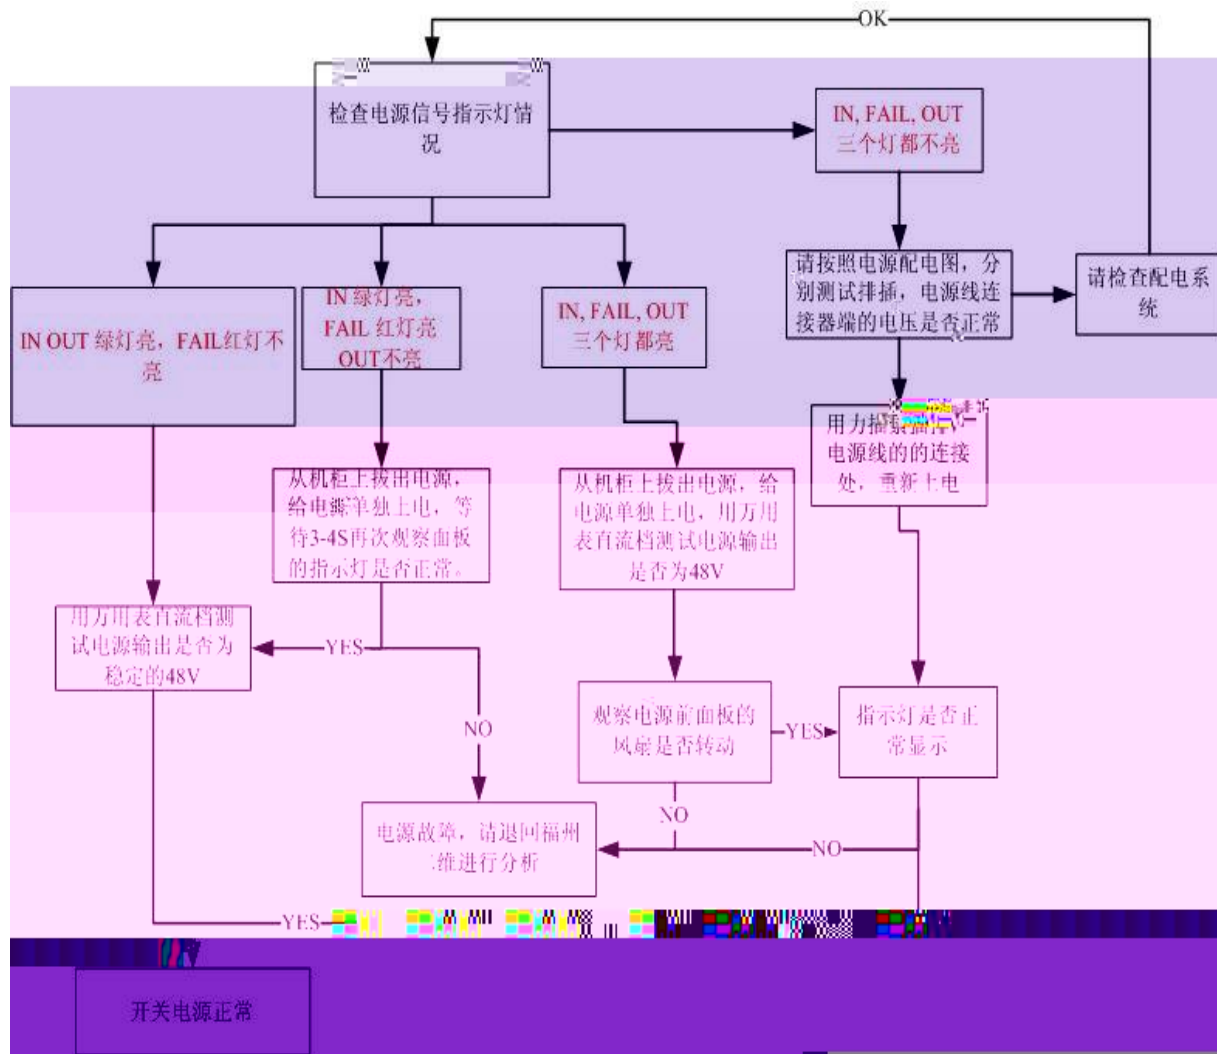 OK
检查电源信号指示灯情
况
IN, FAIL, OUT
三个灯都不亮
请按照电源配电图，分
别测试排插，电源线连
接器端的电压是否正常
请检查配电系
统
IN OUT 绿灯亮，FAIL红灯不
亮
IN 绿灯亮，
FAIL 红灯亮
OUT不亮
IN, FAIL, OUT
三个灯都亮
用力插
电源线的的连接
处，重新上电
从机柜上拔出电源，
给电源单独上电，等
待3-4S再次观察面板
的指示灯是否正常。
从机柜上拔出电源，给
电源单独上电，用万用
表直流档测试电源输出
是否为48V
用万用表直流档测
试电源输出是否为
稳定的48V
YES
NO
观察电源前面板的
风扇是否转动
YES
指示灯是否正
常显示
NO
电源故障，请退回福州
维进行分析
NO
YES
开关电源正常